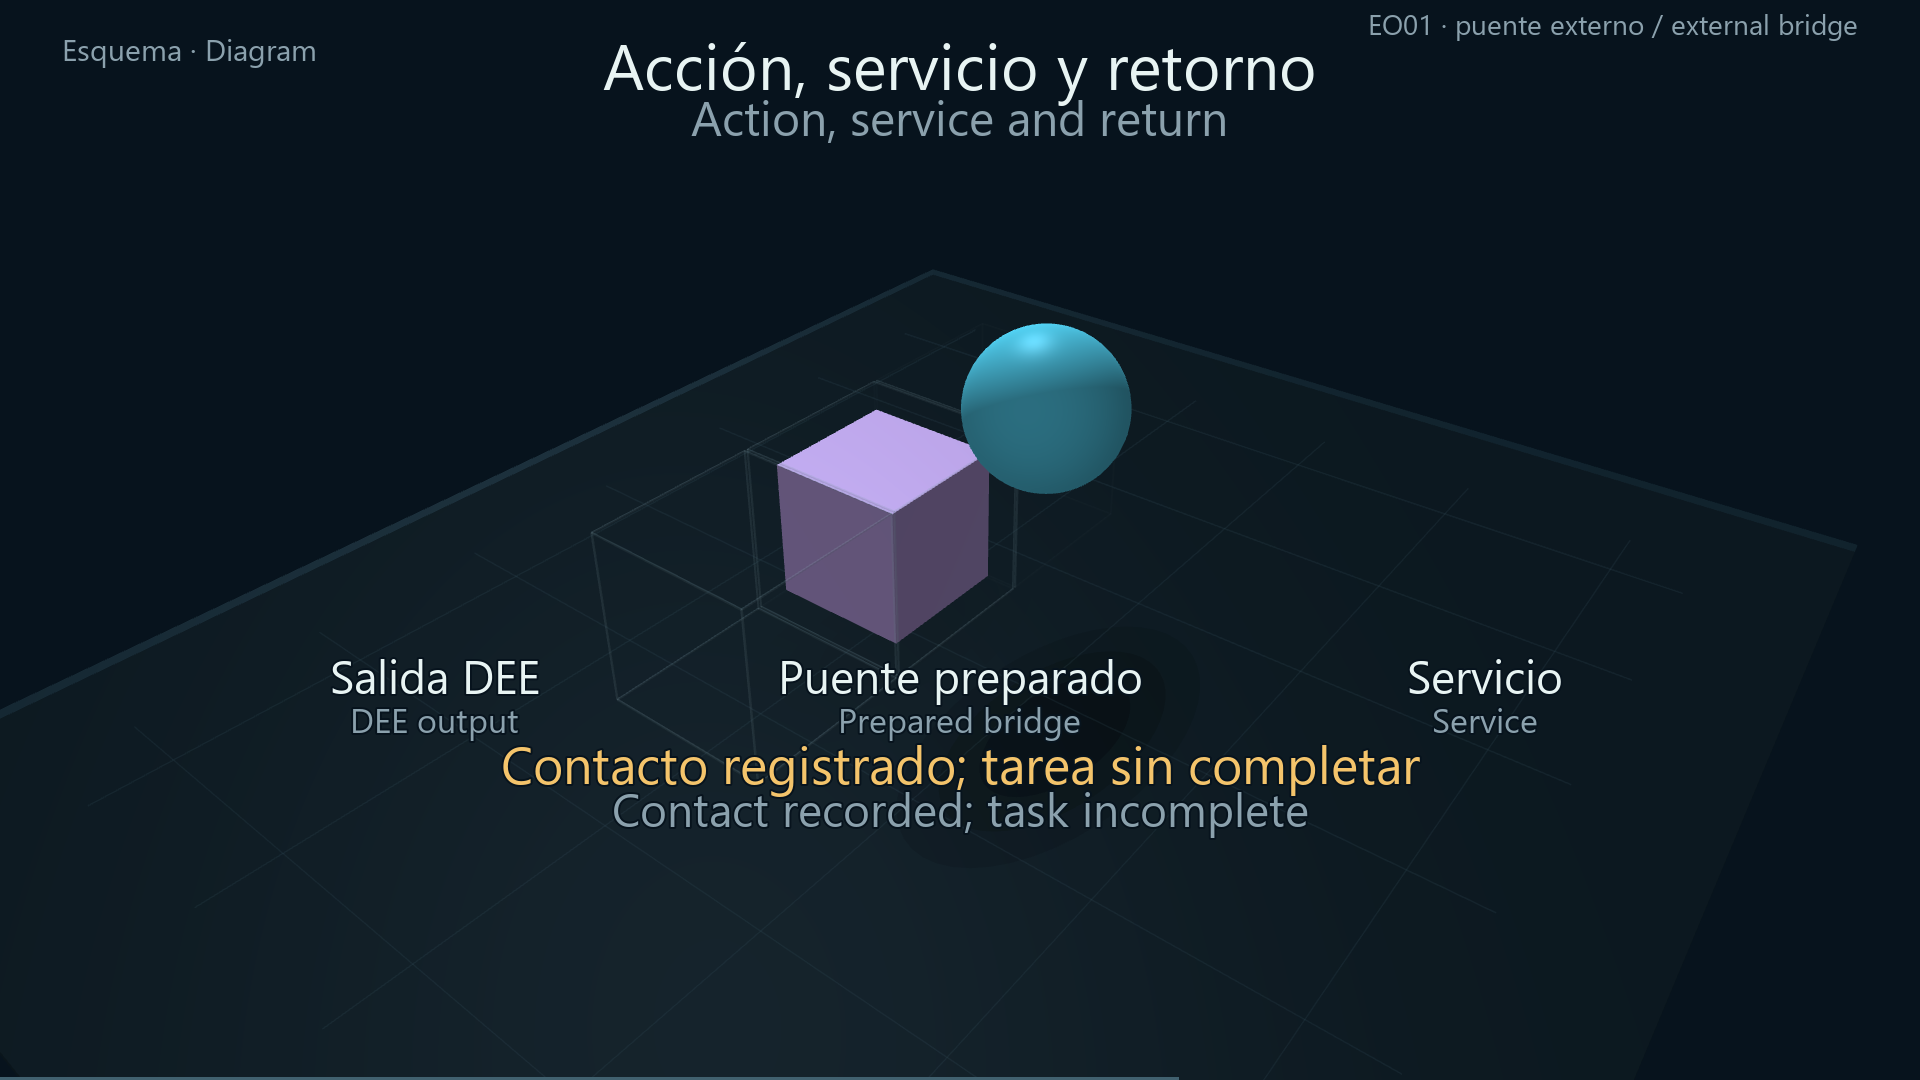 Esquema · Diagram
EO01 · puente externo / external bridge
Acción, servicio y retorno
Action, service and return
Salida DEE
DEE output
Puente preparado
Prepared bridge
Servicio
Service
Contacto registrado; tarea sin completar
Contact recorded; task incomplete